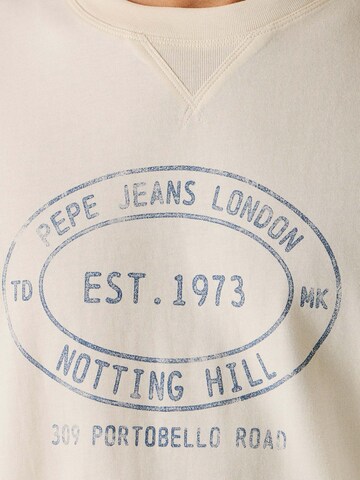 PEPE JEANS LONDON
TD EST. 1973 MK
NOTTING HILL
309 PORTOBELLO ROAD